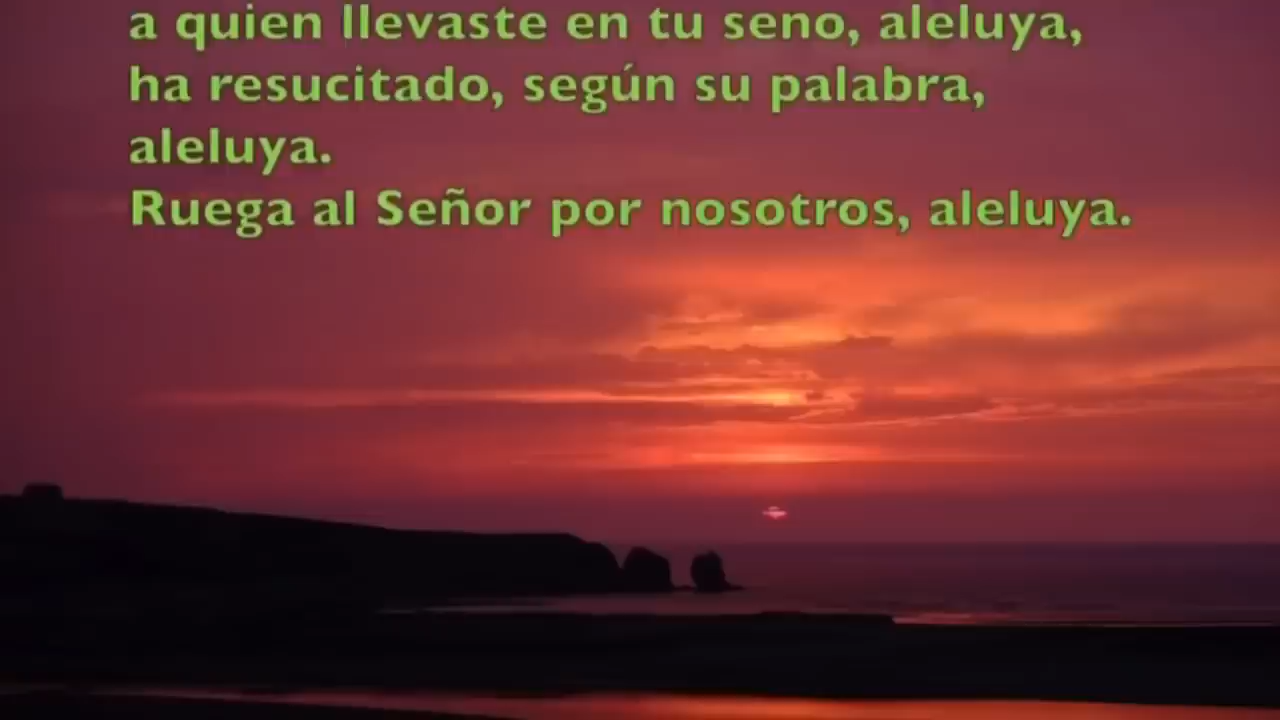 a quien llevaste en tu seno, aleluya,
ha resucitado, según su palabra,
aleluya.
Ruega al Señor por nosotros, aleluya.